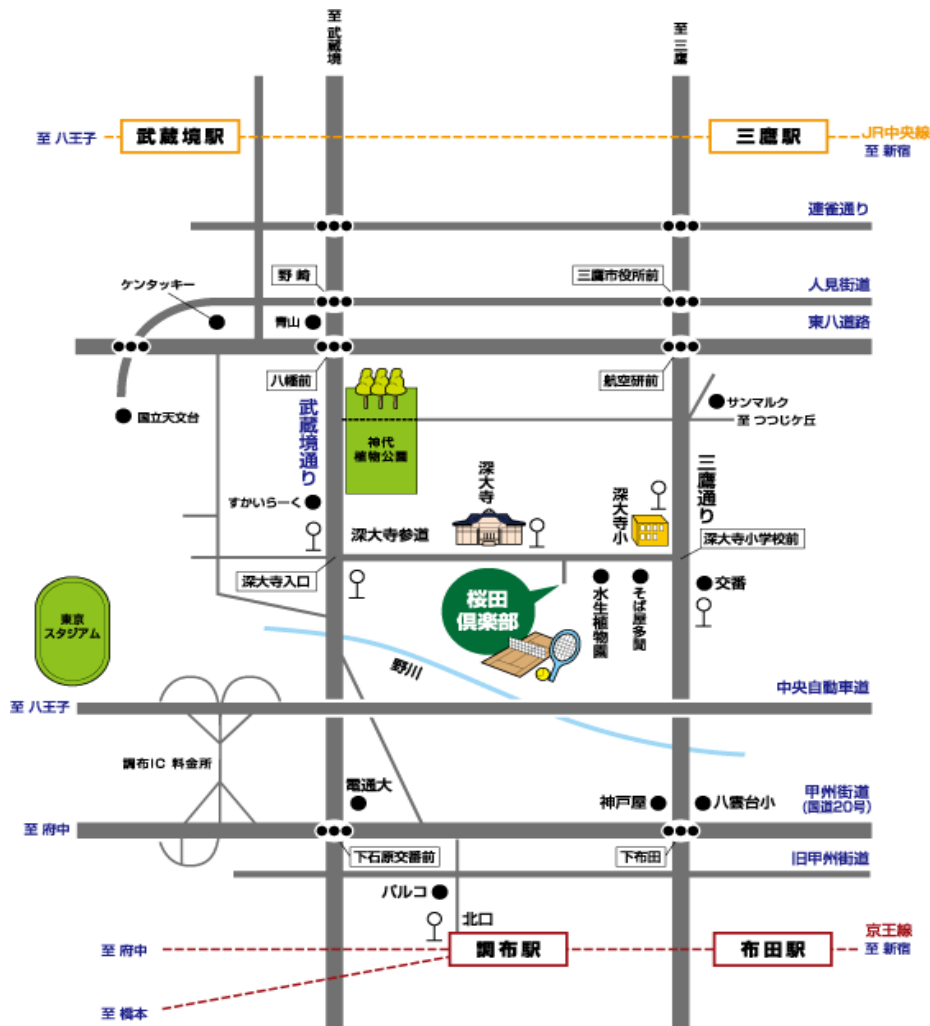 至 武蔵境
至 三鷹
至 八王子
武蔵境駅
三鷹駅
JR中央線
至 新宿
連雀通り
野崎
三鷹市役所前
人見街道
ケンタッキー
青山
東八道路
八幡前
航空研前
国立天文台
武蔵境通り
神代
植物公園
サンマルク
至 つつじケ丘
三鷹通り
すかいらーく
深大寺
深大寺小
深大寺参道
深大寺小学校前
深大寺入口
交番
桜田
倶楽部
水生植物園
そば屋多聞
東京
スタジアム
野川
中央自動車道
至 八王子
調布IC 料金所
電通大
神戸屋
八雲台小
甲州街道
(国道20号)
至 府中
下石原交番前
下布田
旧甲州街道
パルコ
北口
京王線
至 府中
調布駅
布田駅
至 新宿
至 橋本